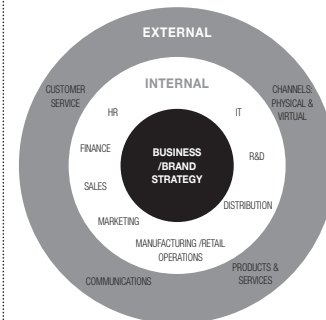 EXTERNAL
INTERNAL
CUSTOMER
SERVICE
CHANNELS:
PHYSICAL &
VIRTUAL
HR
IT
FINANCE
BUSINESS
/BRAND
STRATEGY
R&D
SALES
DISTRIBUTION
MARKETING
MANUFACTURING /RETAIL
OPERATIONS
PRODUCTS &
SERVICES
COMMUNICATIONS